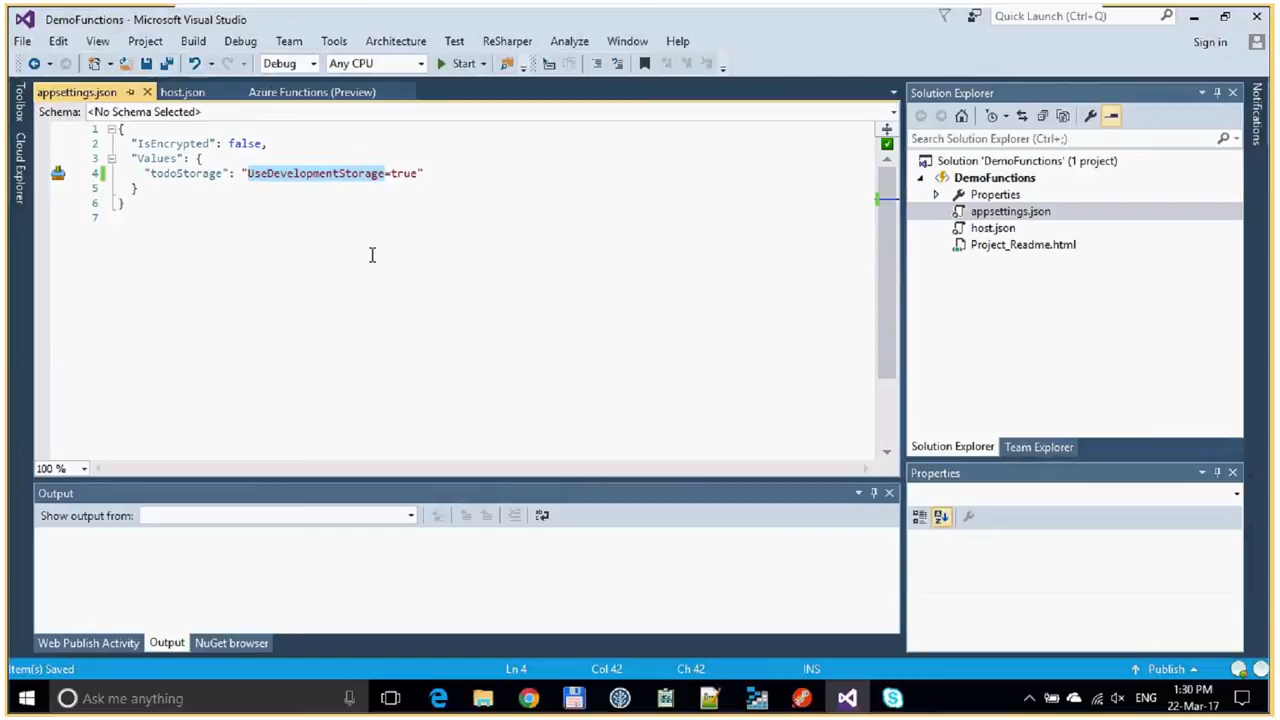 DemoFunctions - Microsoft Visual Studio
Quick Launch (Ctrl+Q)
File Edit View Project Build Debug Team Tools Architecture Test ReSharper Analyze Window Help
Sign in
Debug Any CPU Start
appsettings.json host.json Azure Functions (Preview)
Schema: <No Schema Selected>
1 {
2 "IsEncrypted": false,
3 "Values": {
4 "todoStorage": "UseDevelopmentStorage=true"
5 }
6 }
7
100 %
Toolbox
Cloud Explorer
Output
Show output from:
Web Publish Activity Output NuGet browser
Solution Explorer
Search Solution Explorer (Ctrl+;)
Solution 'DemoFunctions' (1 project)
DemoFunctions
Properties
appsettings.json
host.json
Project_Readme.html
Solution Explorer Team Explorer
Properties
Notifications
Item(s) Saved Ln 4 Col 42 Ch 42 INS Publish
Ask me anything
ENG
1:30 PM
22-Mar-17